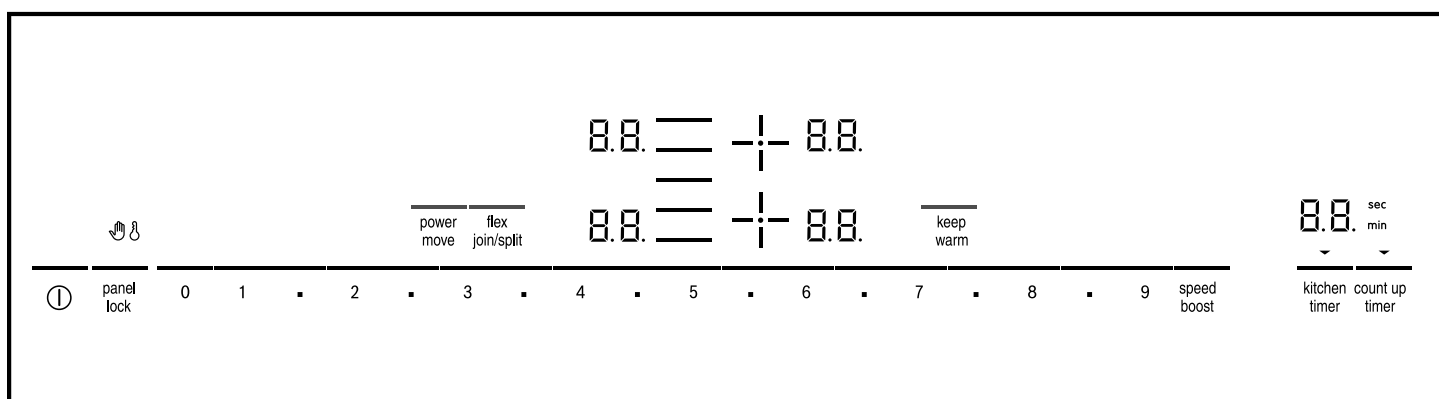 8.8. 8.8.
power move
flex join/split
8.8. 8.8.
keep warm
8.8. sec
min
panel lock
0 1 . 2 . 3 . 4 . 5 . 6 . 7 . 8 . 9
speed boost
kitchen timer
count up timer